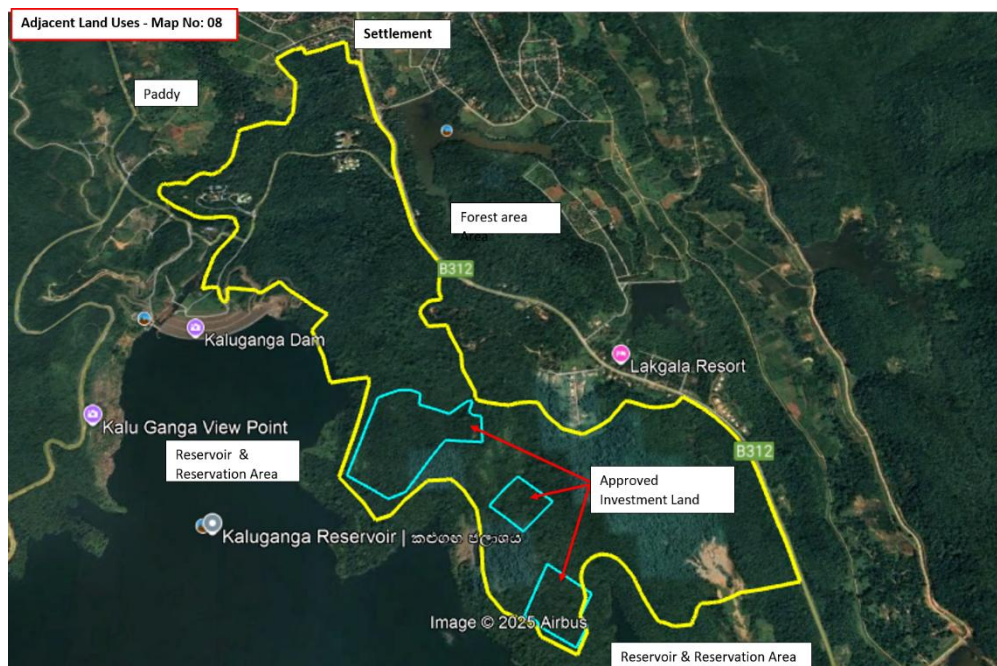 Adjacent Land Uses - Map No: 08
Settlement
Paddy
Forest area
Area
B312
Kaluganga Dam
Lakgala Resort
Kalu Ganga View Point
B312
Reservoir &
Reservation Area
Approved
Investment Land
Kaluganga Reservoir | කළුගඟ ජලාශය
Image © 2025 Airbus
Reservoir & Reservation Area